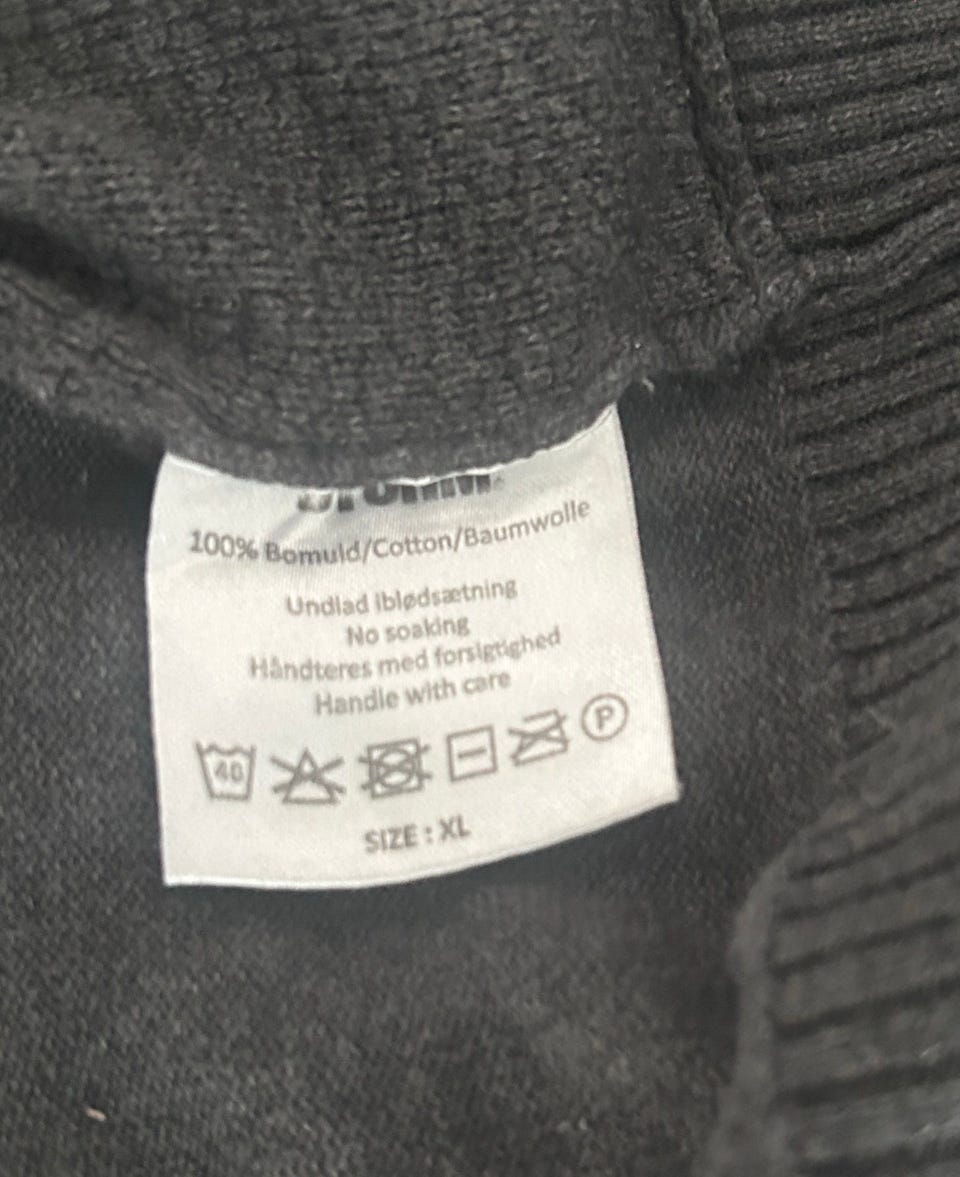 100% Bomuld/Cotton/Baumwolle
Undlad iblødsætning
No soaking
Håndteres med forsigtighed
Handle with care
40 P
SIZE : XL